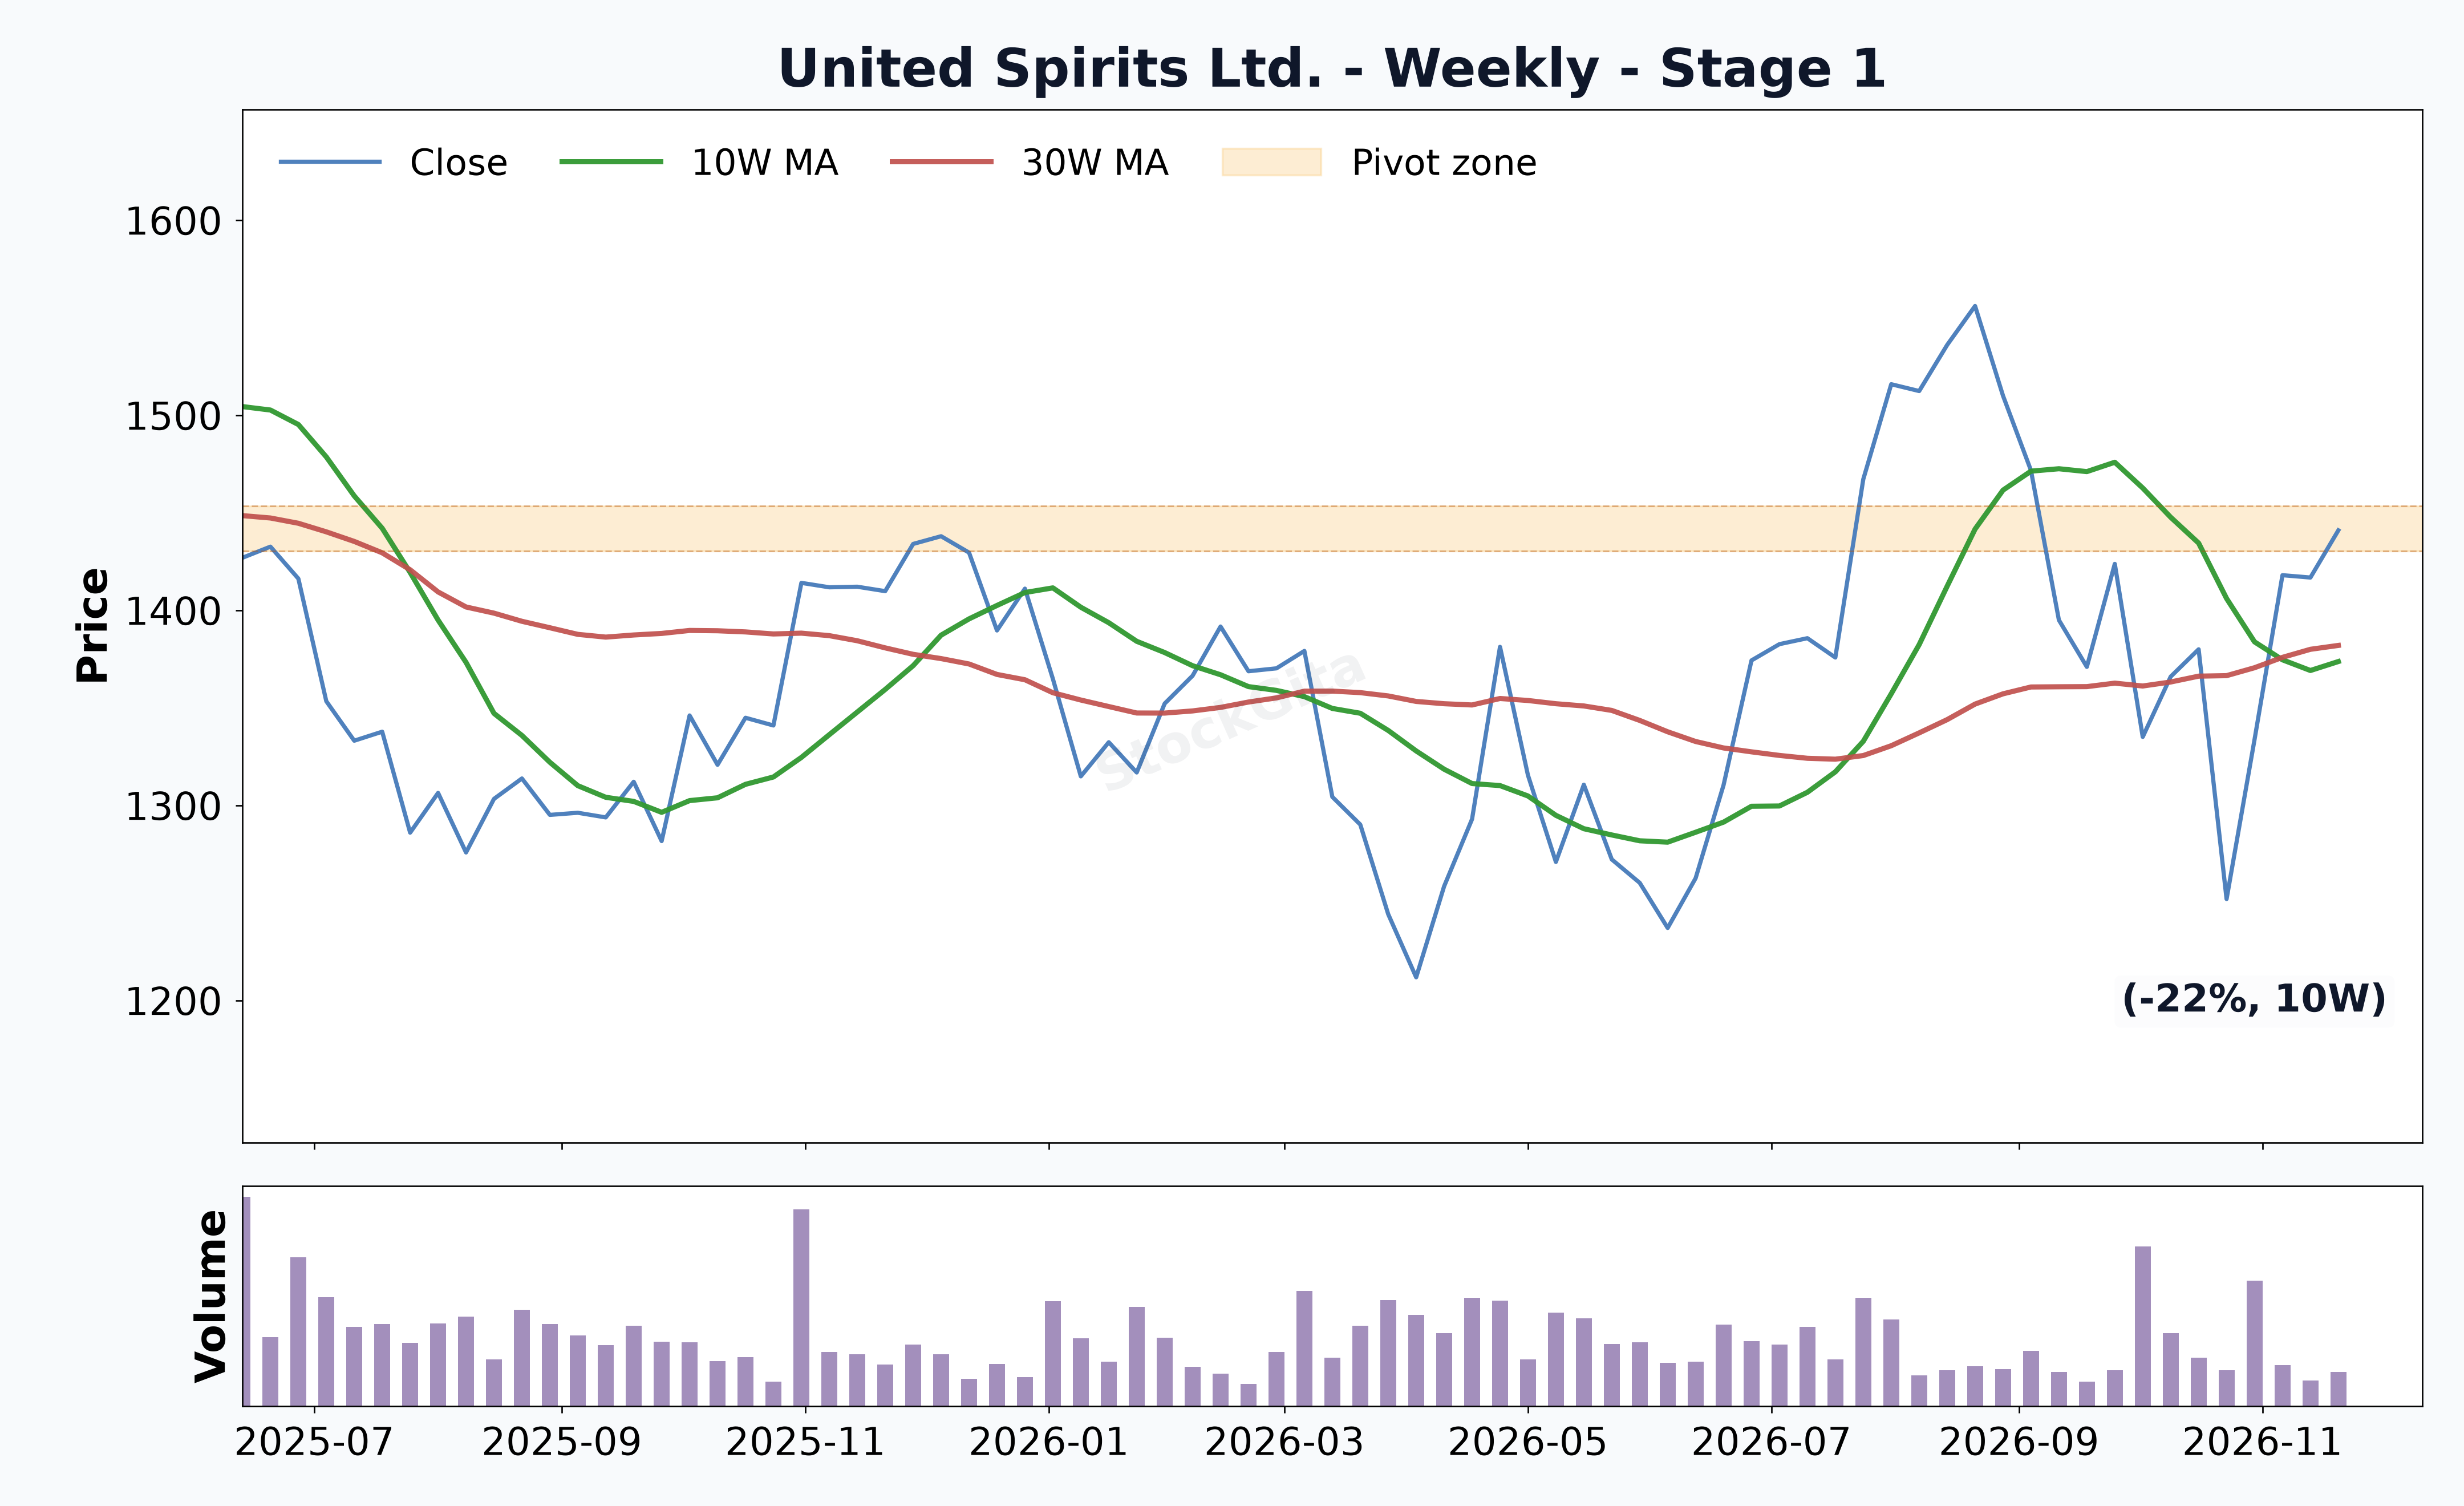 United Spirits Ltd. - Weekly - Stage 1
Close 10W MA 30W MA Pivot zone
1600
1500
1400
1300
1200
Price
StockGira
(-22%, 10W)
Volume
2025-07 2025-09 2025-11 2026-01 2026-03 2026-05 2026-07 2026-09 2026-11